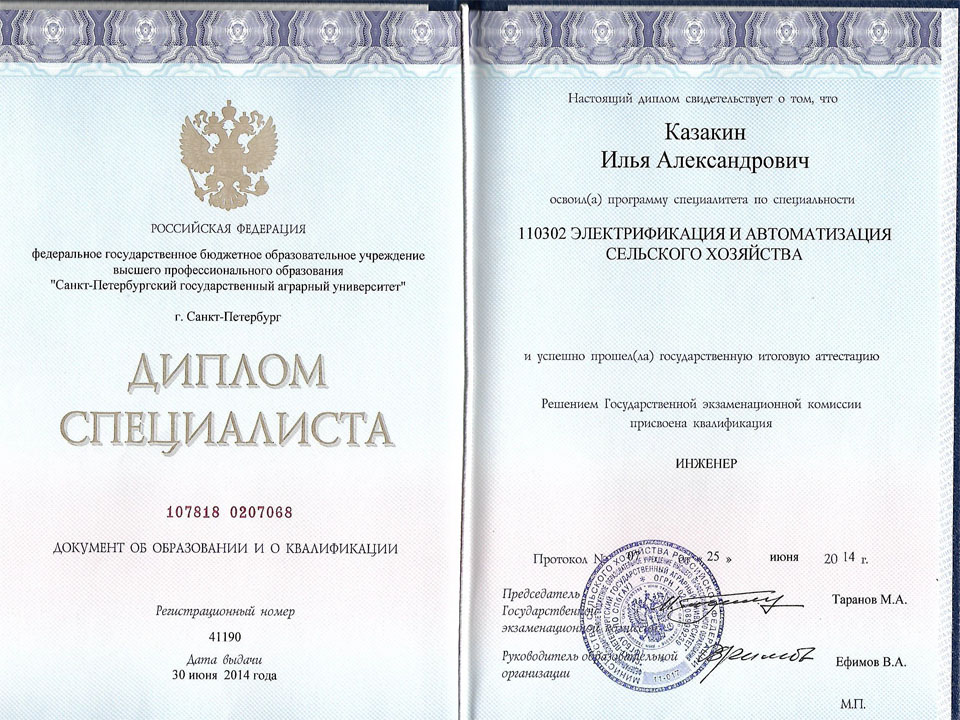 РОССИЙСКАЯ ФЕДЕРАЦИЯ
федеральное государственное бюджетное образовательное учреждение
высшего профессионального образования
"Санкт-Петербургский государственный аграрный университет"
г. Санкт-Петербург
ДИПЛОМ
СПЕЦИАЛИСТА
107818 0207068
ДОКУМЕНТ ОБ ОБРАЗОВАНИИ И О КВАЛИФИКАЦИИ
Регистрационный номер
41190
Дата выдачи
30 июня 2014 года
Настоящий диплом свидетельствует о том, что
Казакин
Илья Александрович
освоил(а) программу специалитета по специальности
110302 ЭЛЕКТРИФИКАЦИЯ И АВТОМАТИЗАЦИЯ
СЕЛЬСКОГО ХОЗЯЙСТВА
и успешно прошел(ла) государственную итоговую аттестацию
Решением Государственной экзаменационной комиссии
присвоена квалификация
ИНЖЕНЕР
Протокол № 07 от « 25 » июня 20 14 г.
Председатель
Государственной
экзаменационной комиссии
Таранов М.А.
Руководитель образовательной
организации
Ефимов В.А.
М.П.